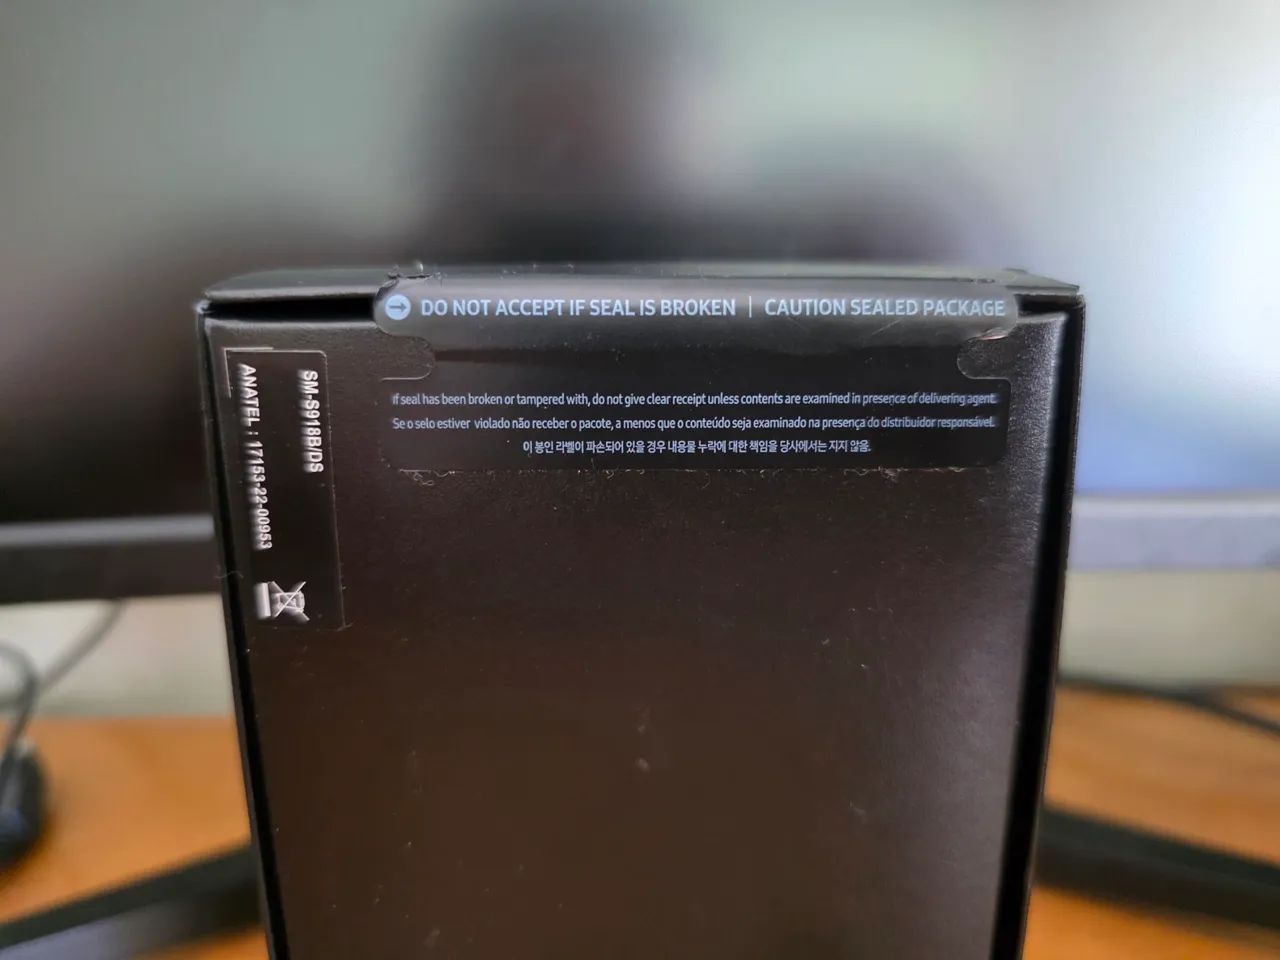 DO NOT ACCEPT IF SEAL IS BROKEN | CAUTION SEALED PACKAGE
If seal has been broken or tampered with, do not give clear receipt unless contents are examined in presence of delivering agent.
Se o selo estiver violado não receber o pacote, a menos que o conteúdo seja examinado na presença do distribuidor responsável.
이 봉인 라벨이 파손되어 있을 경우 내용물 누락에 대한 책임을 당사에서는 지지 않음.
SM-S918B/DS
ANATEL : 17153-22-00953